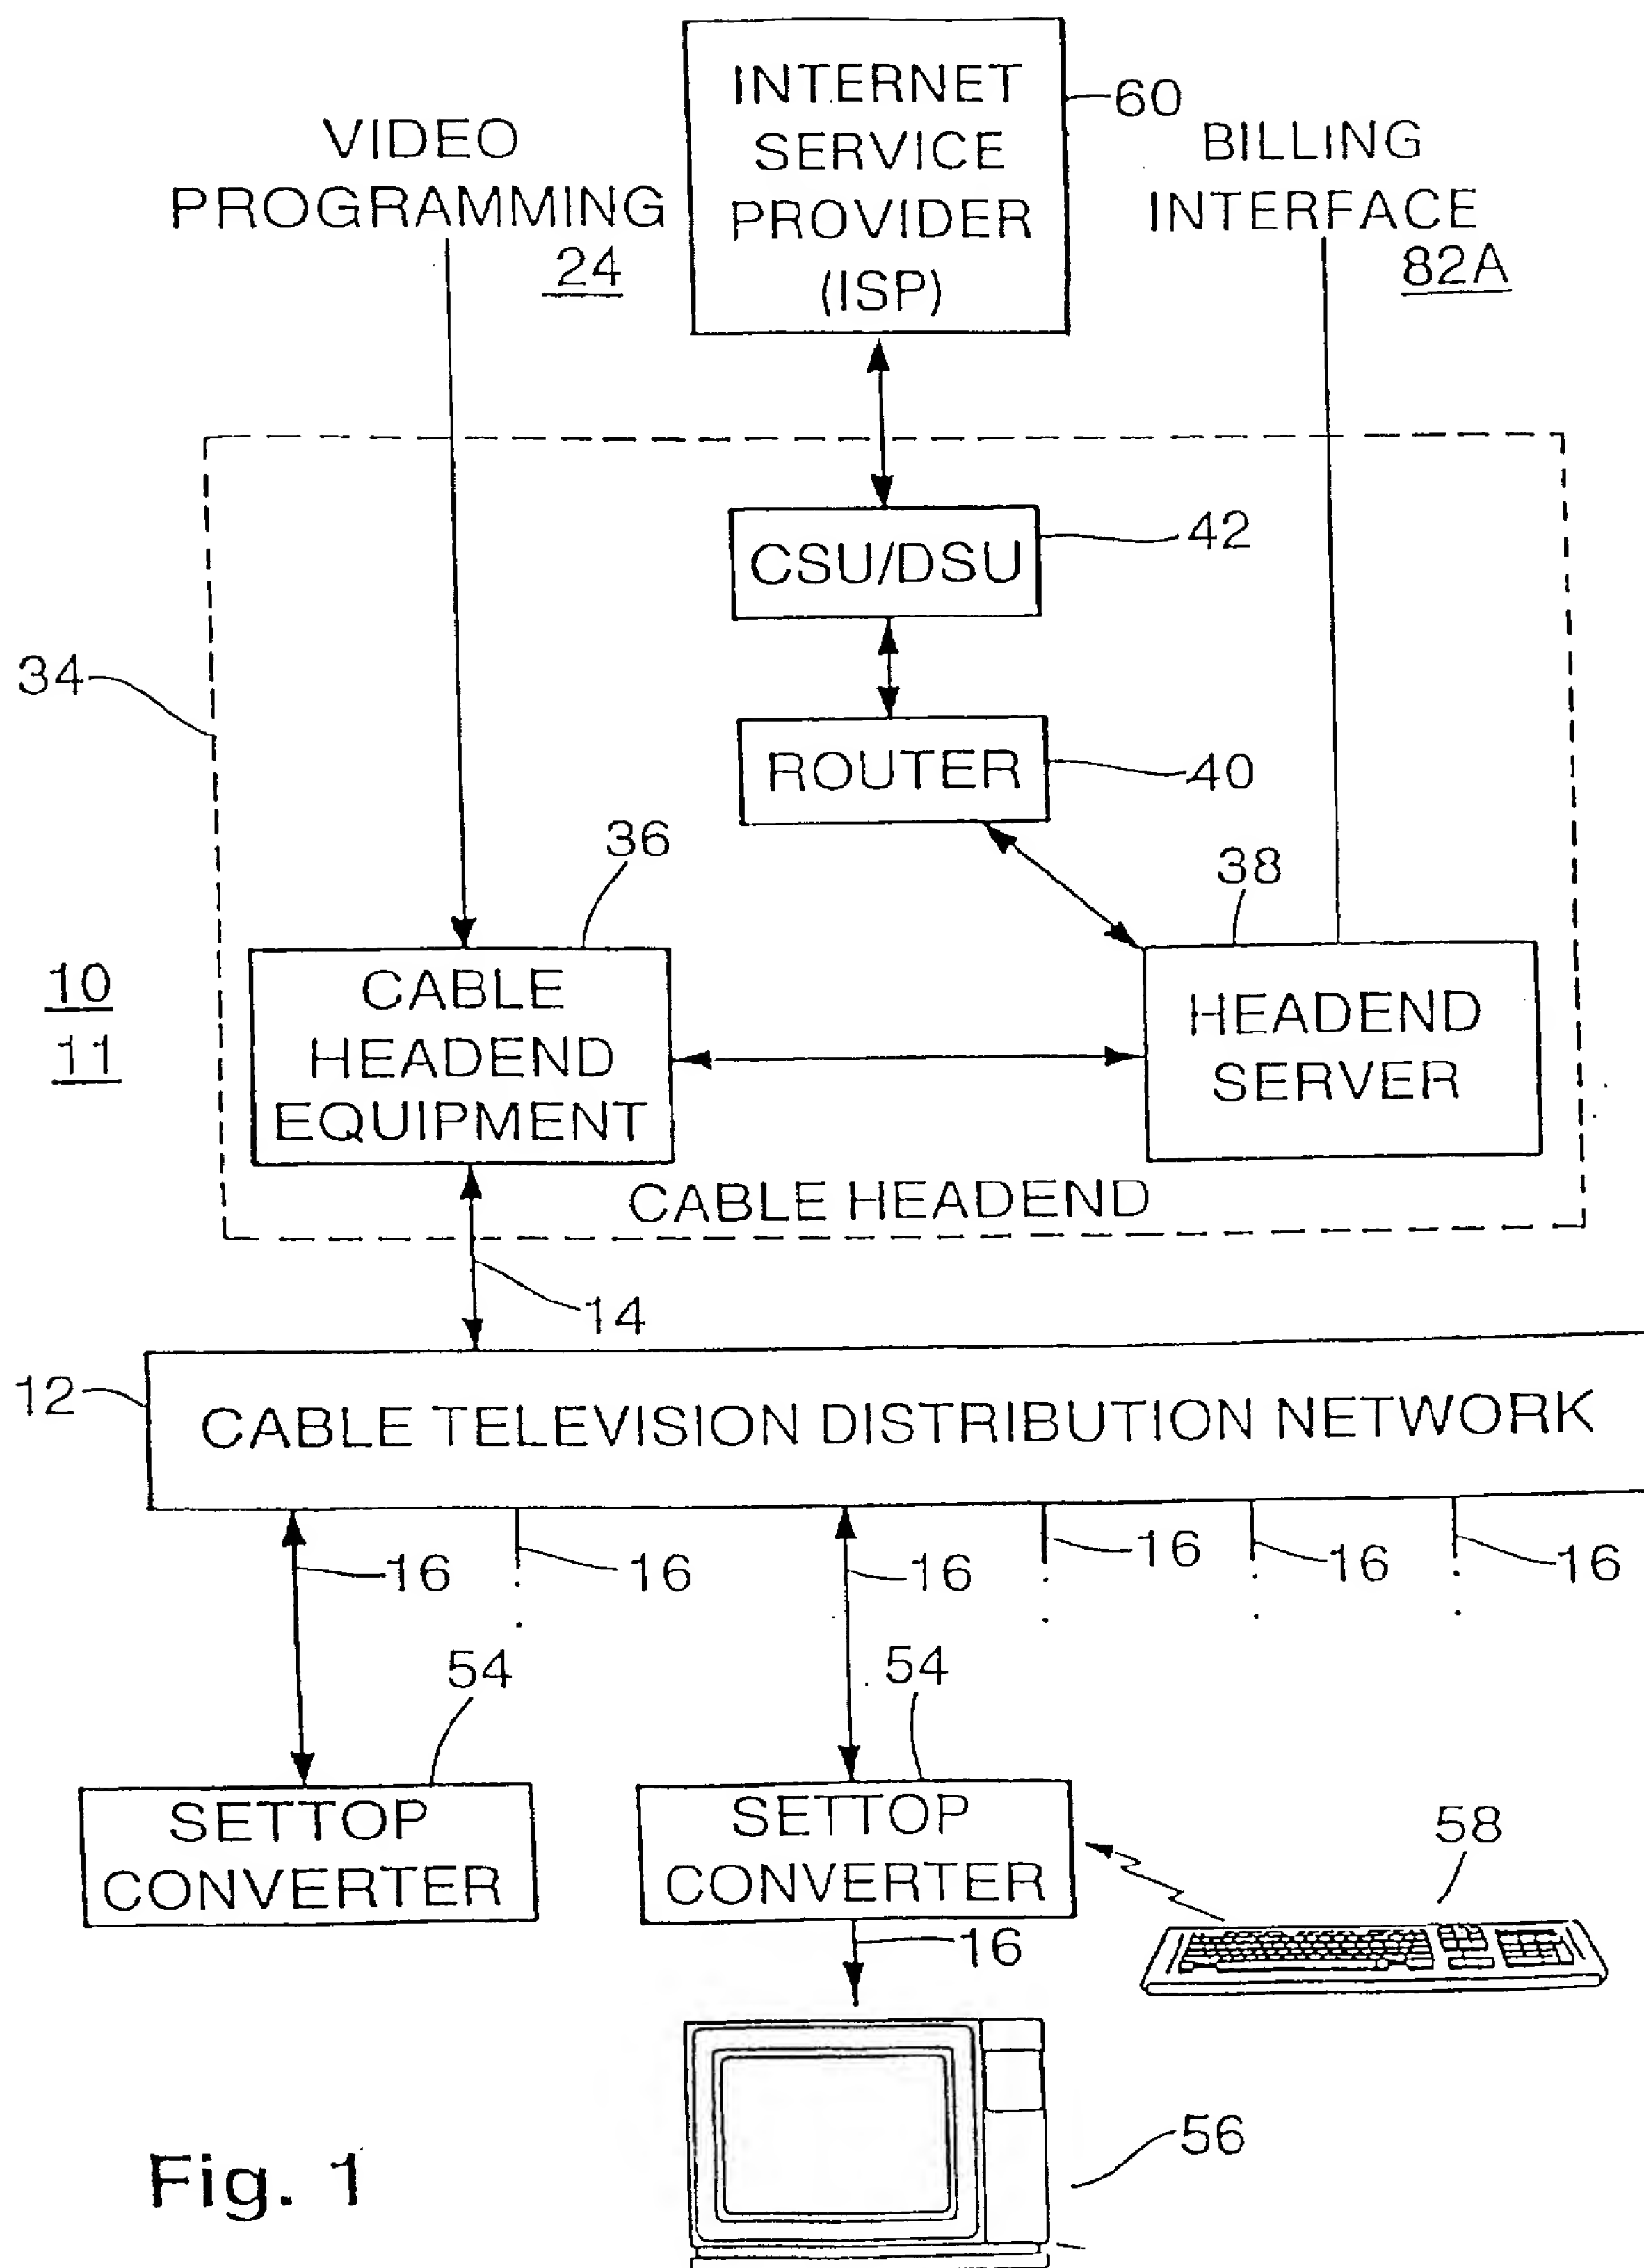 INTERNET
SERVICE
PROVIDER
(ISP)
60
VIDEO
PROGRAMMING
24
BILLING
INTERFACE
82A
CSU/DSU
42
34
ROUTER
40
36
38
10
11
CABLE
HEADEND
EQUIPMENT
HEADEND
SERVER
CABLE HEADEND
14
12
CABLE TELEVISION DISTRIBUTION NETWORK
16
16
16
16
16
16
54
54
SETTOP
CONVERTER
SETTOP
CONVERTER
58
16
56
Fig. 1